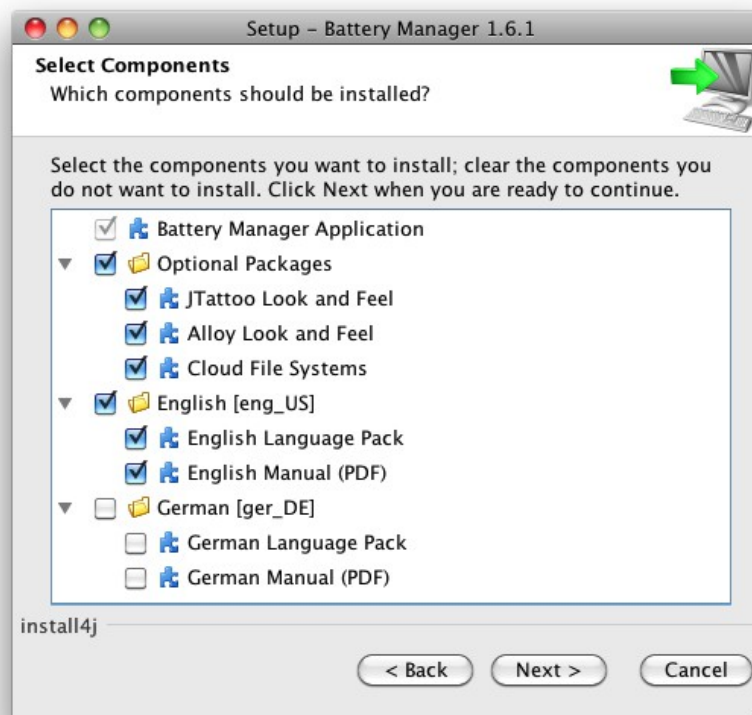 Setup – Battery Manager 1.6.1
Select Components
Which components should be installed?
Select the components you want to install; clear the components you
do not want to install. Click Next when you are ready to continue.
Battery Manager Application
Optional Packages
JTattoo Look and Feel
Alloy Look and Feel
Cloud File Systems
English [eng_US]
English Language Pack
English Manual (PDF)
German [ger_DE]
German Language Pack
German Manual (PDF)
install4j
< Back Next > Cancel